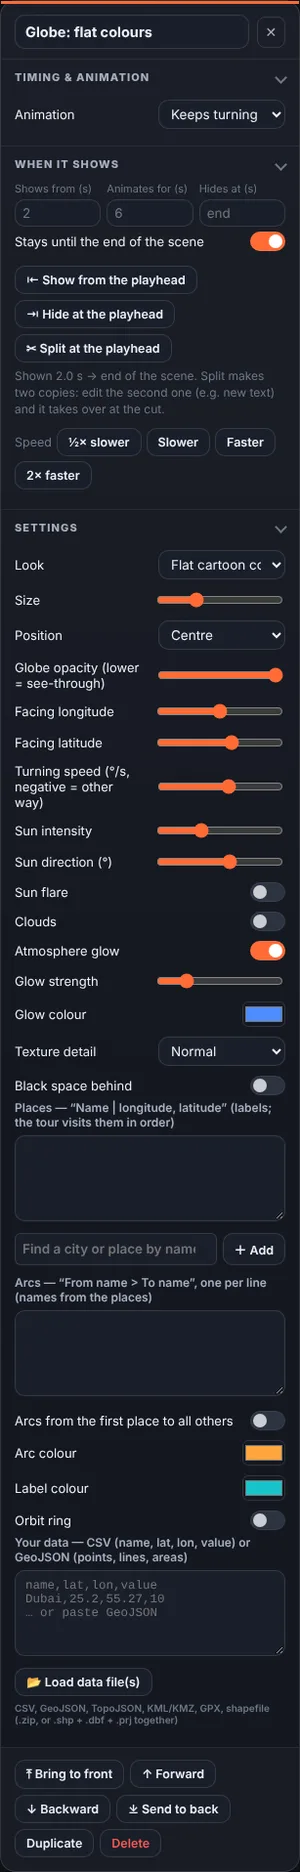 Globe: flat colours
✕
TIMING & ANIMATION
Animation
Keeps turning
WHEN IT SHOWS
Shows from (s) Animates for (s) Hides at (s)
2 6 end
Stays until the end of the scene
⇤ Show from the playhead
⇥ Hide at the playhead
✂ Split at the playhead
Shown 2.0 s → end of the scene. Split makes
two copies: edit the second one (e.g. new text)
and it takes over at the cut.
Speed ½× slower Slower Faster
2× faster
SETTINGS
Look Flat cartoon cc
Size
Position Centre
Globe opacity (lower
= see-through)
Facing longitude
Facing latitude
Turning speed (°/s,
negative = other
way)
Sun intensity
Sun direction (°)
Sun flare
Clouds
Atmosphere glow
Glow strength
Glow colour
Texture detail Normal
Black space behind
Places — “Name | longitude, latitude” (labels;
the tour visits them in order)
Find a city or place by name + Add
Arcs — “From name > To name”, one per line
(names from the places)
Arcs from the first place to all others
Arc colour
Label colour
Orbit ring
Your data — CSV (name, lat, lon, value) or
GeoJSON (points, lines, areas)
name,lat,lon,value
Dubai,25.2,55.27,10
… or paste GeoJSON
📂 Load data file(s)
CSV, GeoJSON, TopoJSON, KML/KMZ, GPX, shapefile
(.zip, or .shp + .dbf + .prj together)
⤒ Bring to front ↑ Forward
↓ Backward ⤓ Send to back
Duplicate Delete